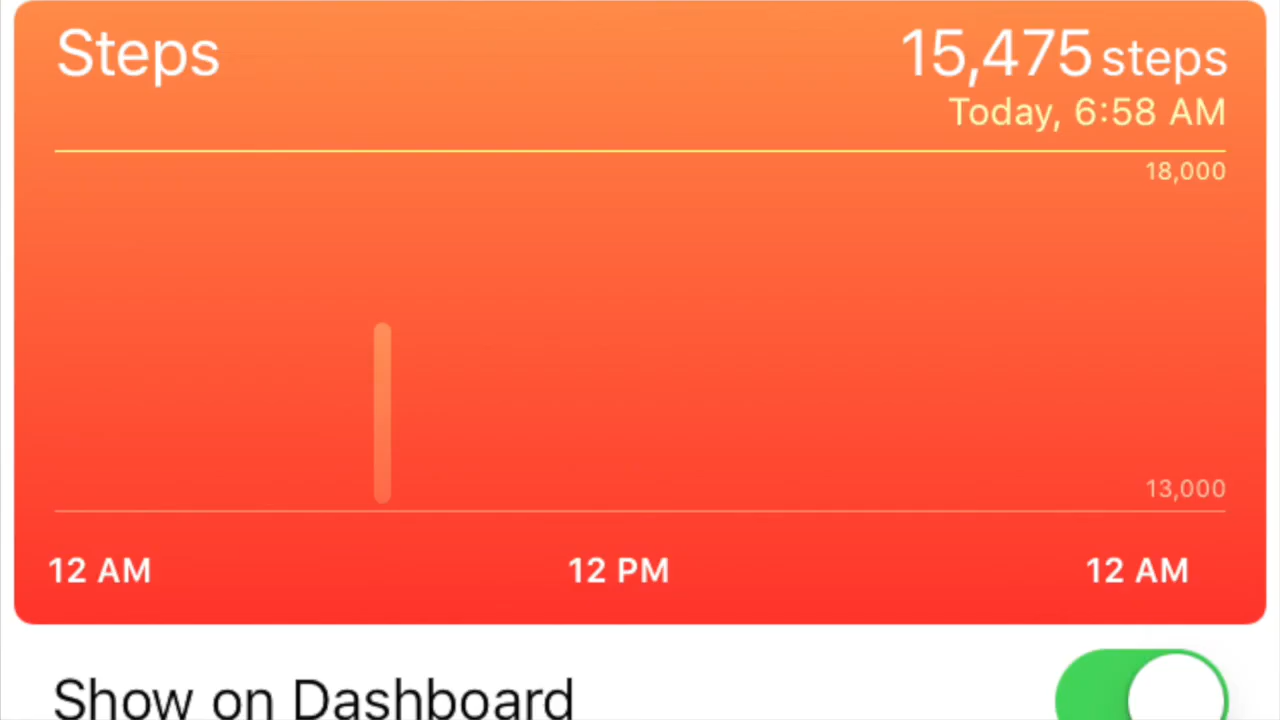 Steps 15,475 steps
Today, 6:58 AM
18,000
13,000
12 AM 12 PM 12 AM
Show on Dashboard